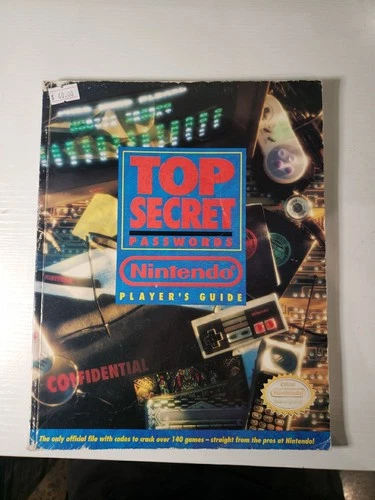 TOP
SECRET
PASSWORDS
Nintendo
PLAYER'S GUIDE
CONFIDENTIAL
The only official file with codes to crack over 140 games – straight from the pros at Nintendo!